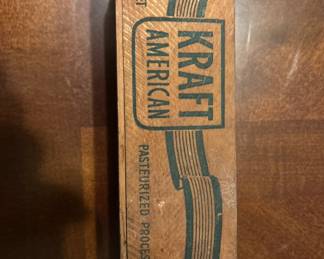 KRAFT
AMERICAN
PASTEURIZED PROCES